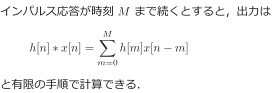 インパルス応答が時刻 M まで続くとすると，出力は
h[n] * x[n] = \sum_{m=0}^{M} h[m]x[n − m]
と有限の手順で計算できる．